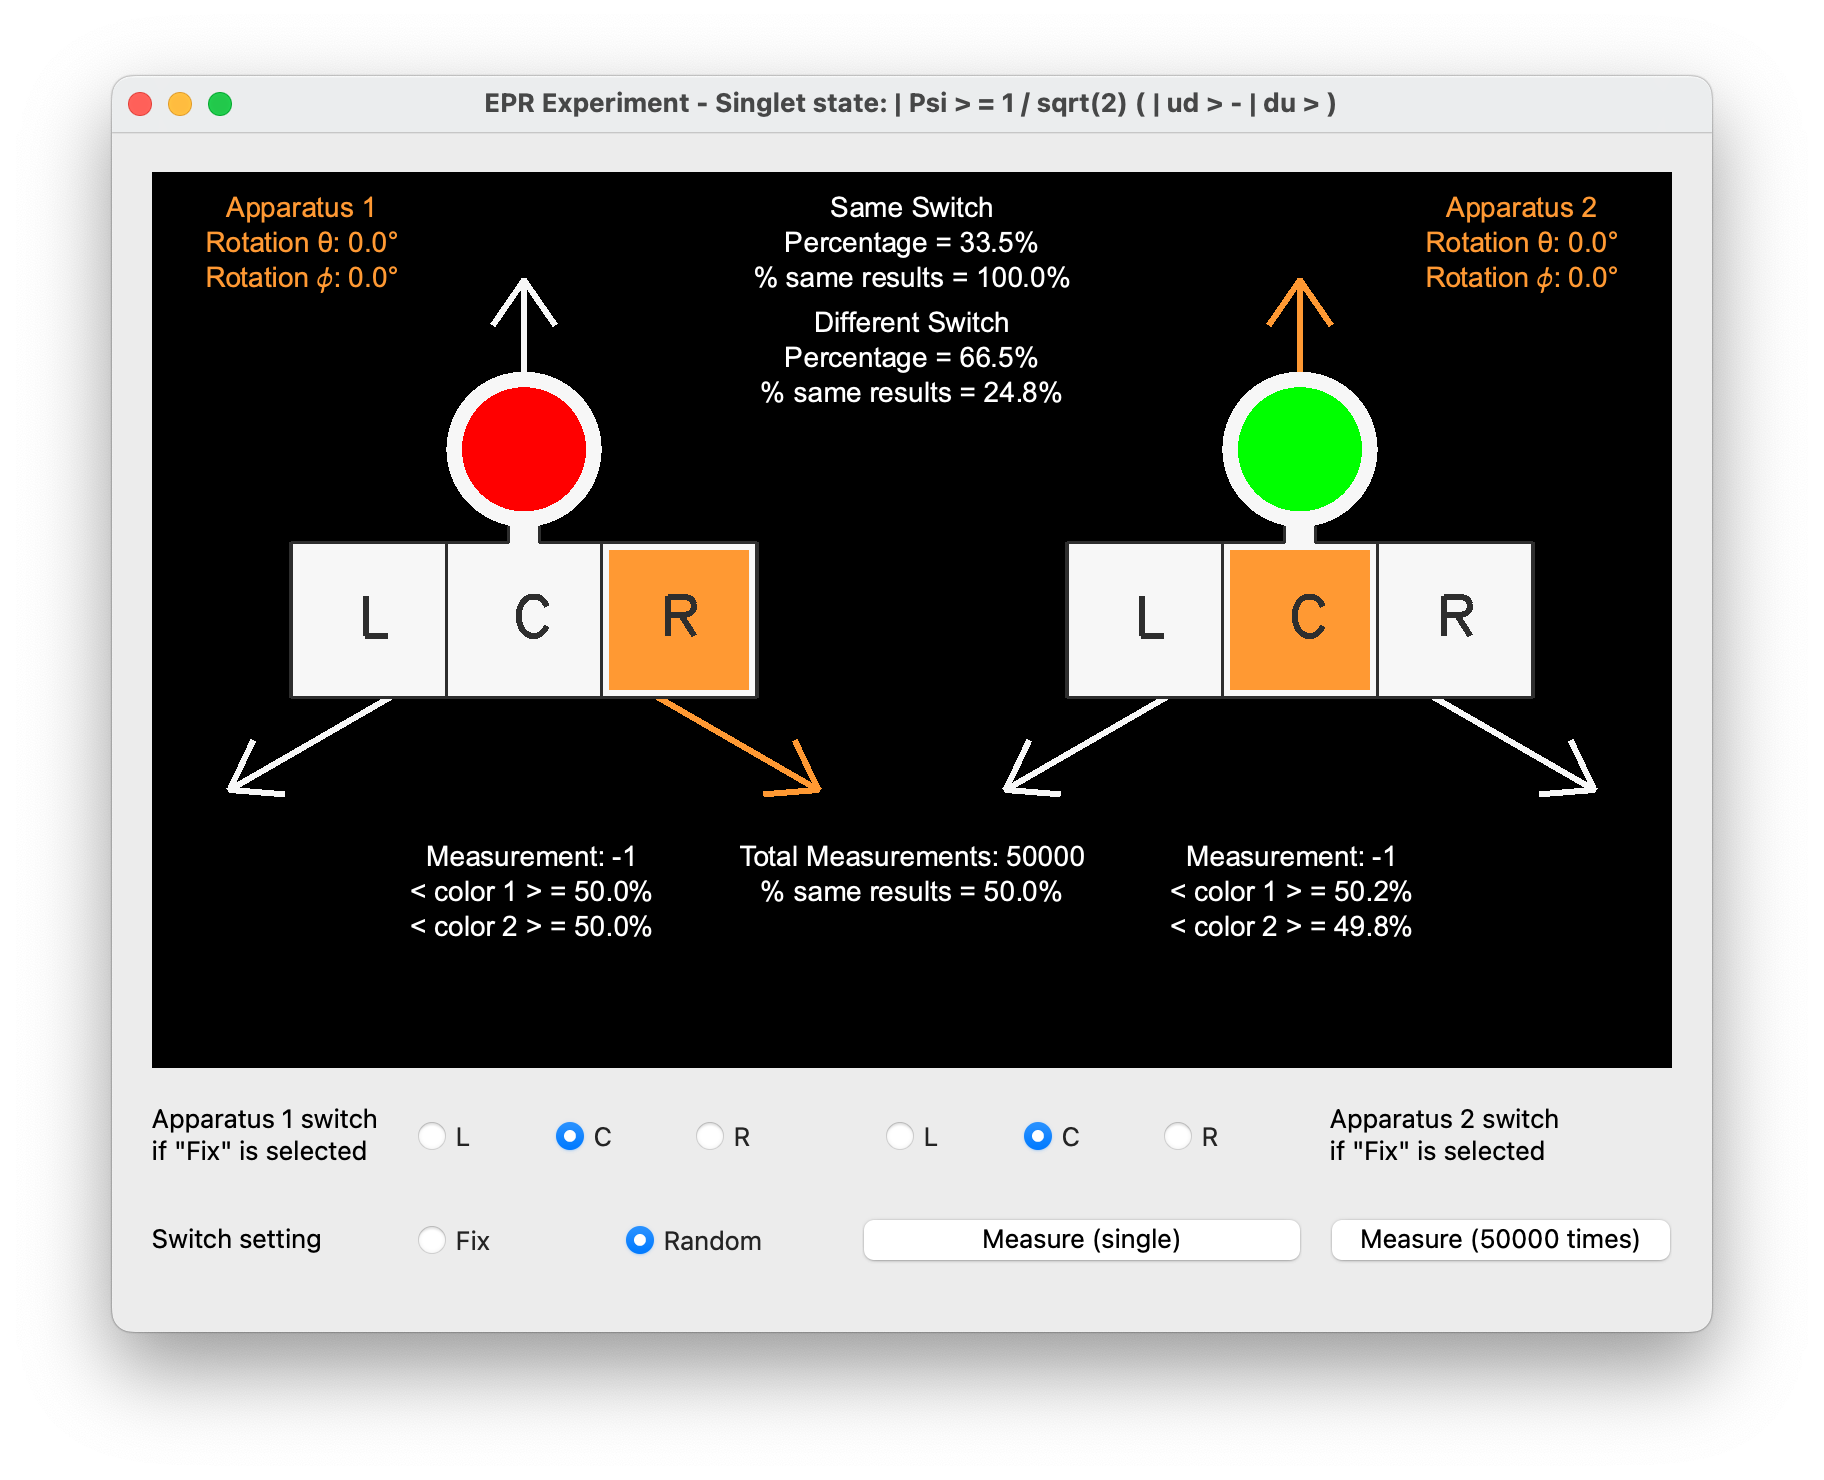 EPR Experiment - Singlet state: | Psi > = 1 / sqrt(2) ( | ud > - | du > )
Apparatus 1
Rotation θ: 0.0°
Rotation ϕ: 0.0°
Same Switch
Percentage = 33.5%
% same results = 100.0%
Different Switch
Percentage = 66.5%
% same results = 24.8%
Apparatus 2
Rotation θ: 0.0°
Rotation ϕ: 0.0°
L C R
L C R
Measurement: -1
< color 1 > = 50.0%
< color 2 > = 50.0%
Total Measurements: 50000
% same results = 50.0%
Measurement: -1
< color 1 > = 50.2%
< color 2 > = 49.8%
Apparatus 1 switch
if "Fix" is selected
L C R
L C R
Apparatus 2 switch
if "Fix" is selected
Switch setting
Fix
Random
Measure (single)
Measure (50000 times)